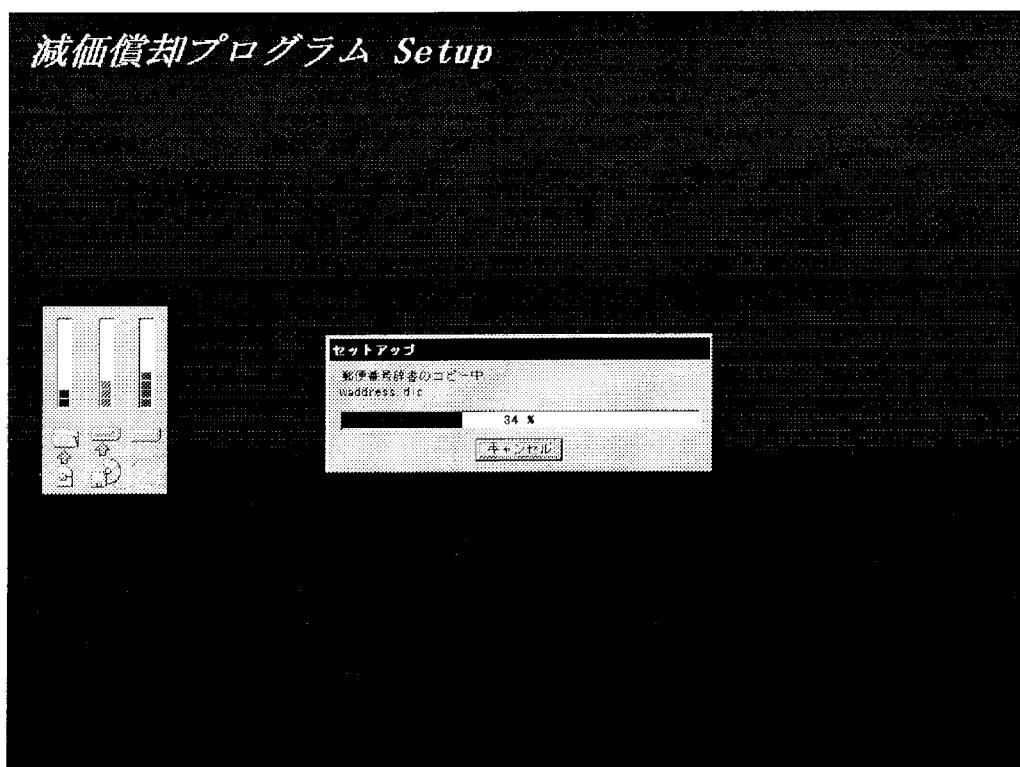 減価償却プログラム Setup
セットアップ
郵便番号辞書のコピー中
waddress.dic
34 %
キャンセル